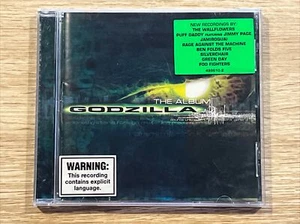 NEW RECORDINGS BY:
THE WALLFLOWERS
PUFF DADDY FEATURING JIMMY PAGE
JAMIROQUAI
RAGE AGAINST THE MACHINE
BEN FOLDS FIVE
SILVERCHAIR
GREEN DAY
FOO FIGHTERS
THE ALBUM
GODZILLA
WARNING:
This recording
contains explicit
language.